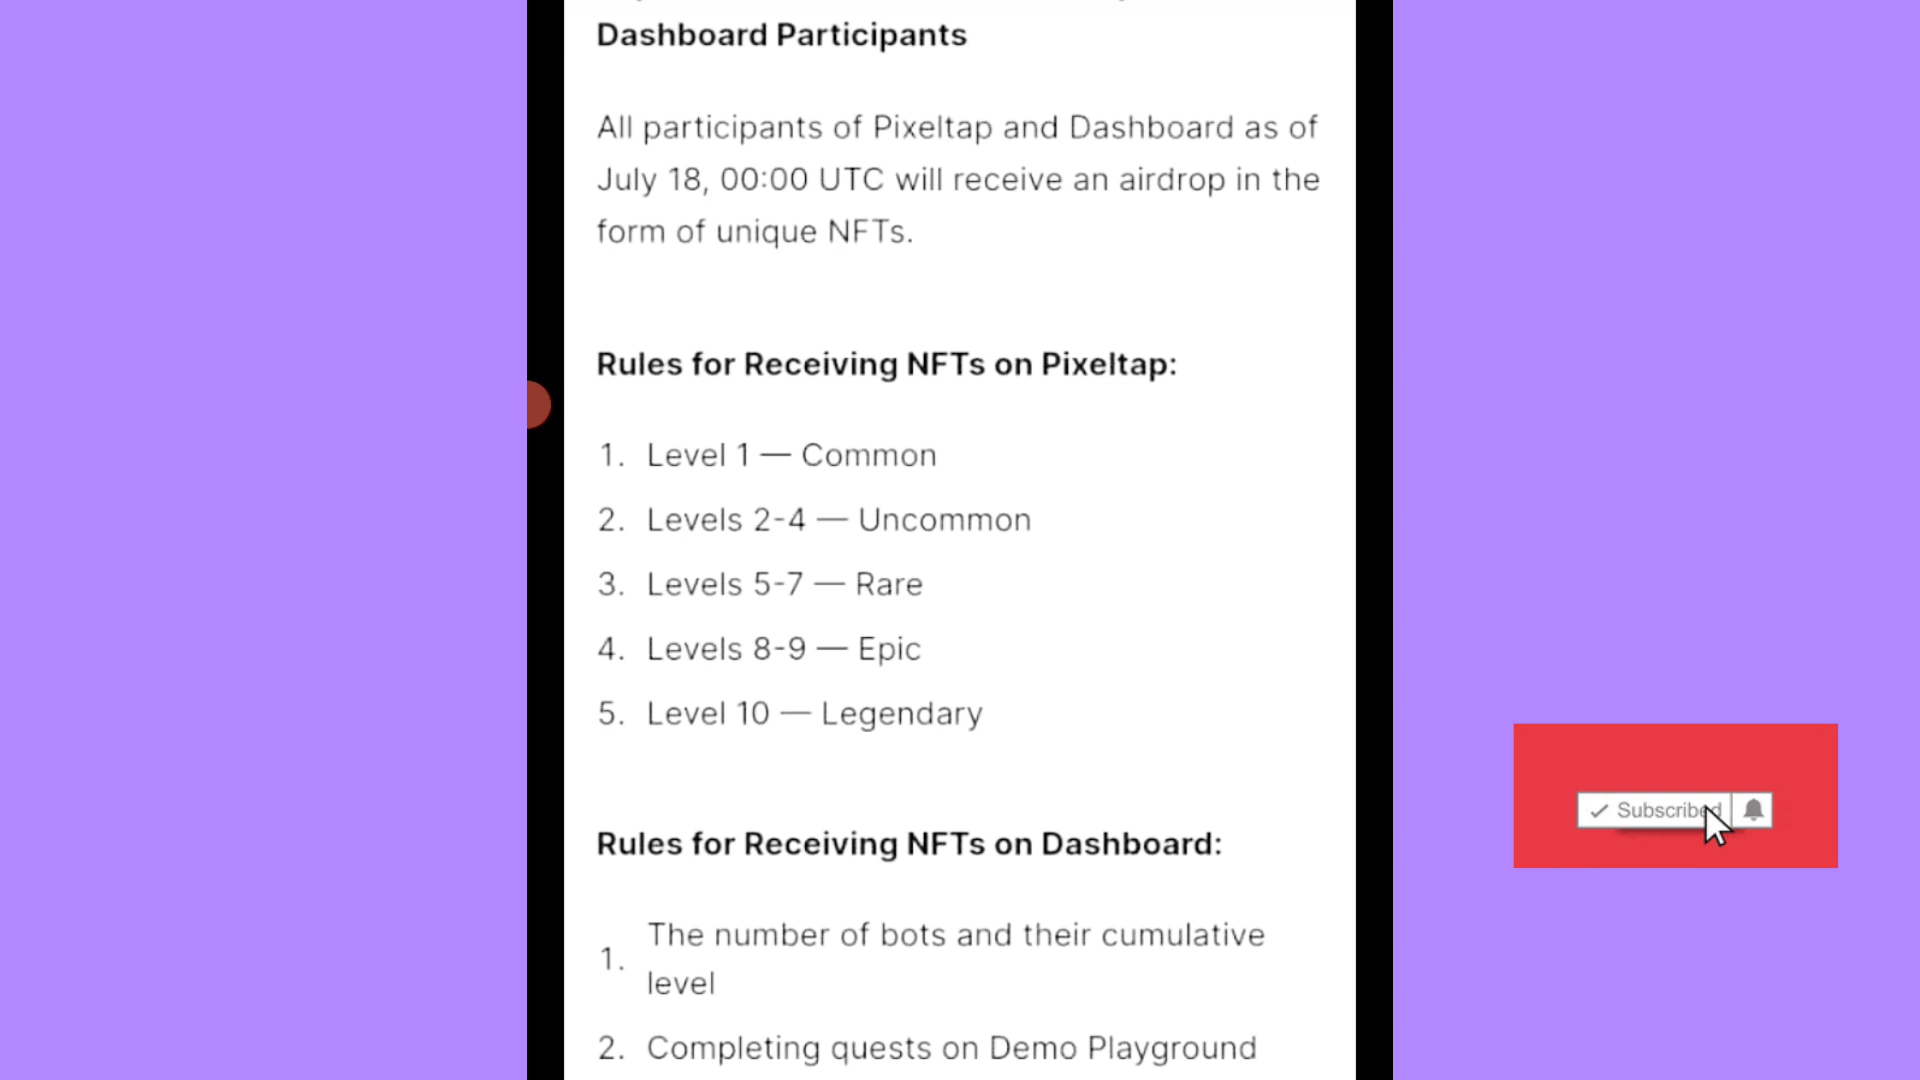 Dashboard Participants
All participants of Pixeltap and Dashboard as of
July 18, 00:00 UTC will receive an airdrop in the
form of unique NFTs.
Rules for Receiving NFTs on Pixeltap:
1. Level 1 — Common
2. Levels 2-4 — Uncommon
3. Levels 5-7 — Rare
4. Levels 8-9 — Epic
5. Level 10 — Legendary
Rules for Receiving NFTs on Dashboard:
1. The number of bots and their cumulative
level
2. Completing quests on Demo Playground
Subscribed